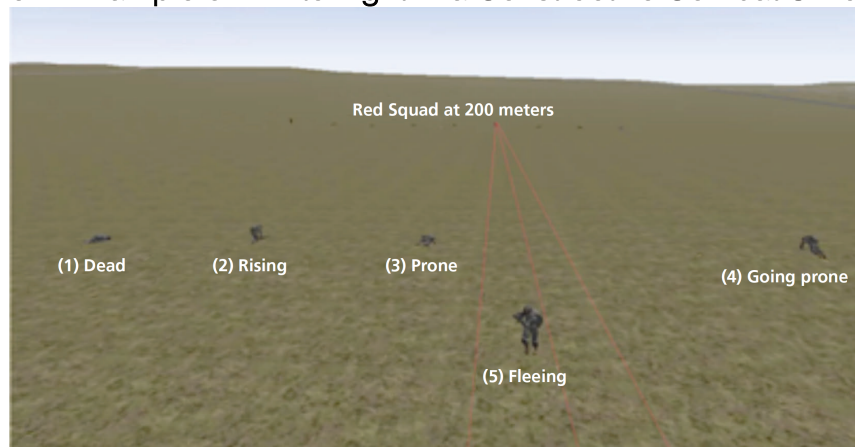 Red Squad at 200 meters
(1) Dead
(2) Rising
(3) Prone
(4) Going prone
(5) Fleeing